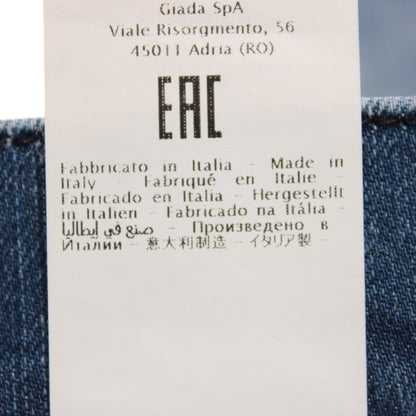 Giada SpA
Viale Risorgmento, 56
45011 Adria (RO)
EAC
Fabbricato in Italia - Made in
Italy - Fabriqué en Italie -
Fabricado en Italia - Hergestellt
in Italien - Fabricado na Itália -
صنع في إيطاليا - Произведено в
Италии - 意大利制造 - イタリア製 -